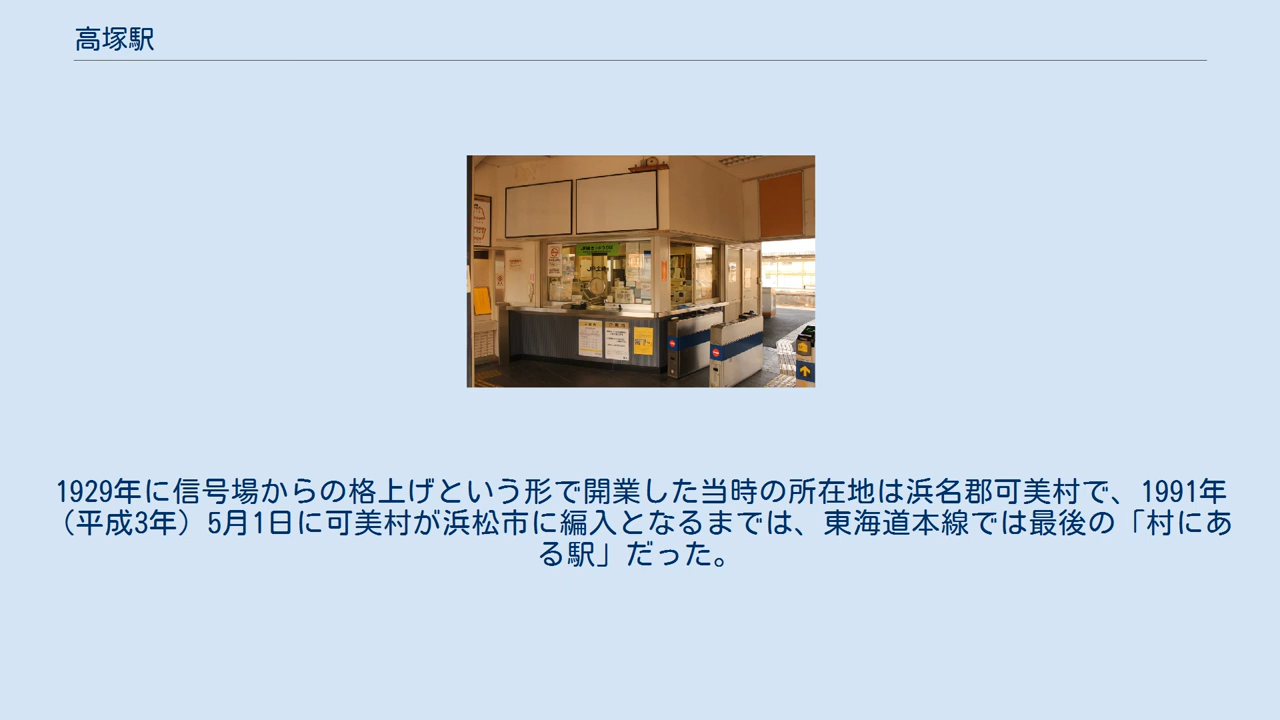 高塚駅
1929年に信号場からの格上げという形で開業した当時の所在地は浜名郡可美村で、1991年
（平成3年）5月1日に可美村が浜松市に編入となるまでは、東海道本線では最後の「村にあ
る駅」だった。